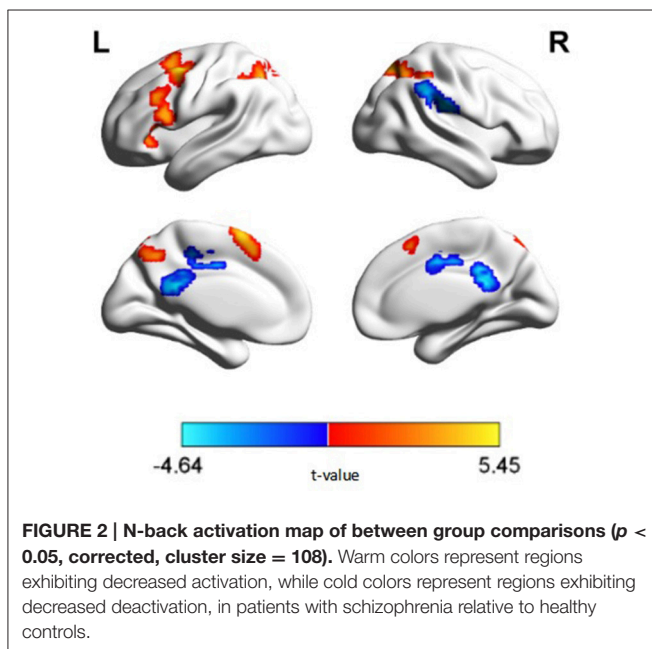 L R
-4.64 t-value 5.45
FIGURE 2 | N-back activation map of between group comparisons (p <
0.05, corrected, cluster size = 108). Warm colors represent regions
exhibiting decreased activation, while cold colors represent regions exhibiting
decreased deactivation, in patients with schizophrenia relative to healthy
controls.